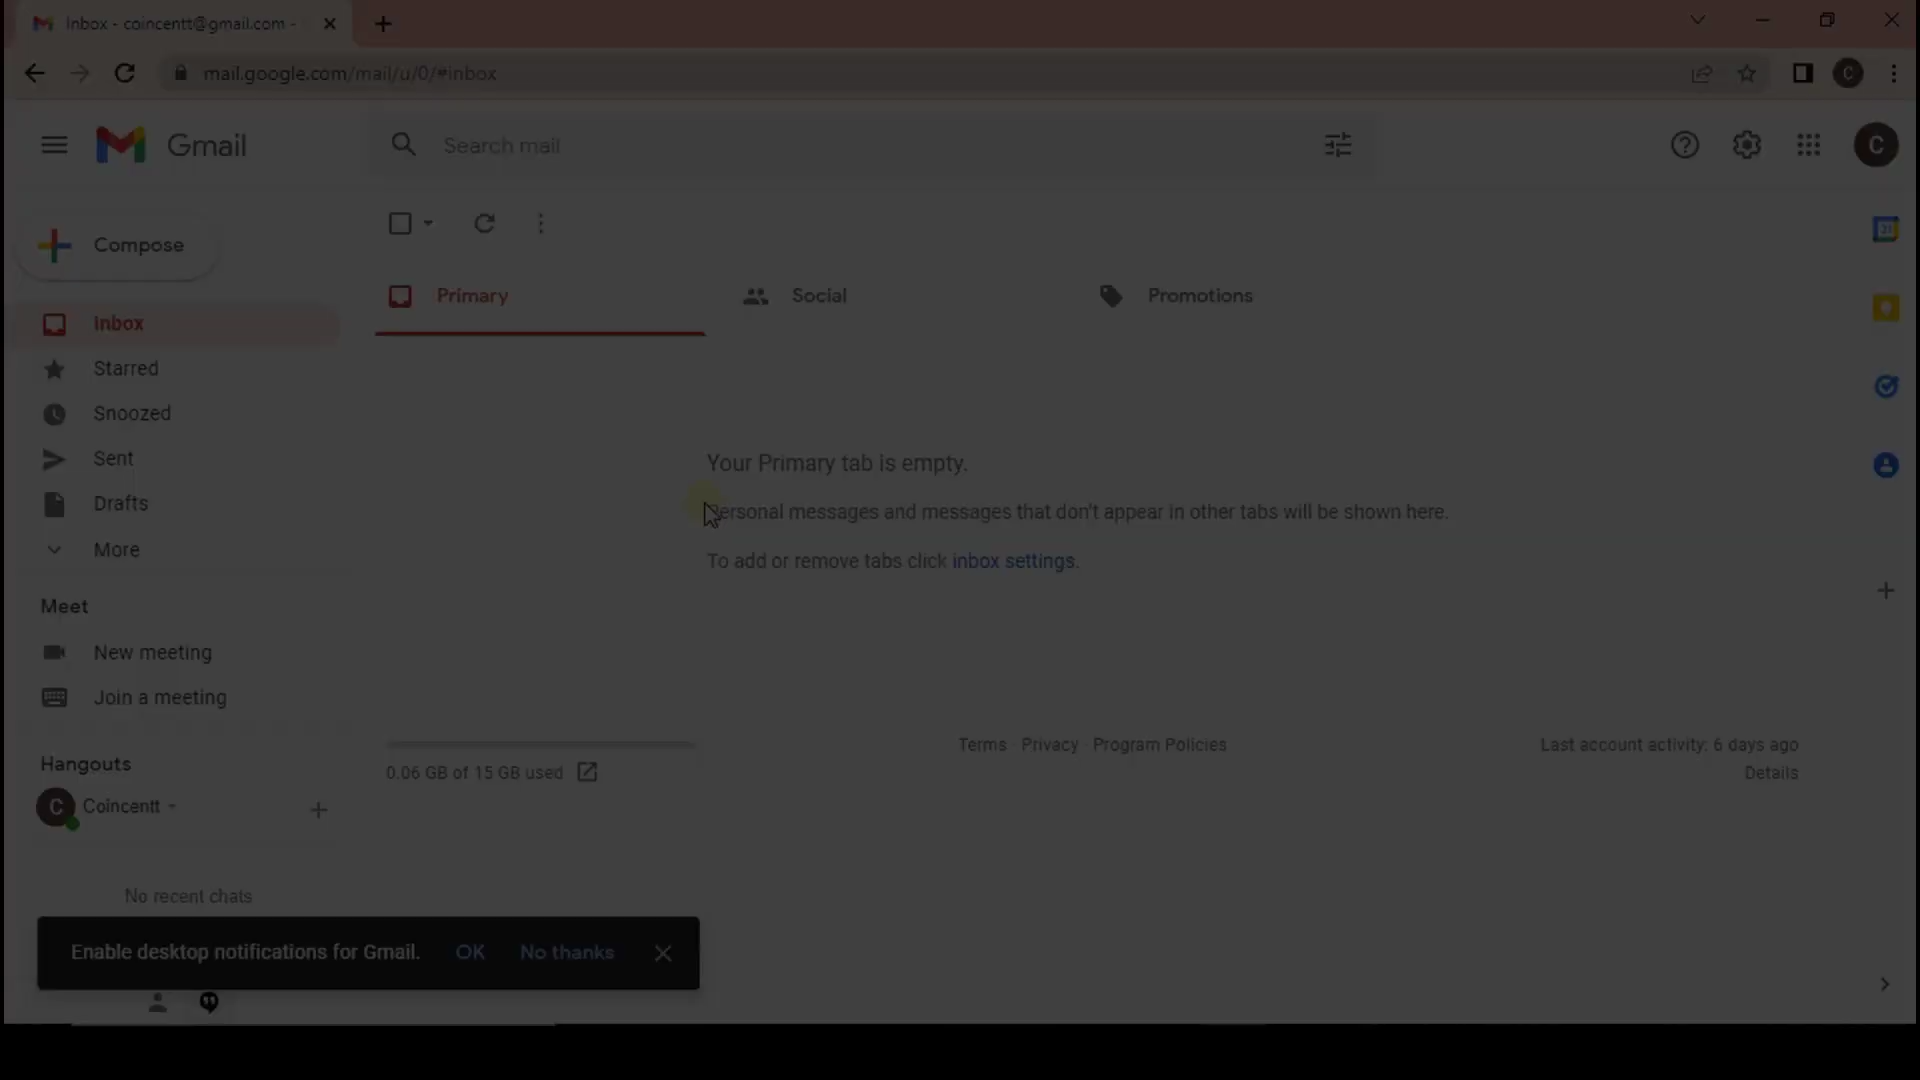 Inbox - coincentt@gmail.com -
mail.google.com/mail/u/0/#inbox
C
Gmail
Search mail
C
Compose
Primary
Social
Promotions
Inbox
Starred
Snoozed
Sent
Drafts
More
Your Primary tab is empty.
Personal messages and messages that don't appear in other tabs will be shown here.
To add or remove tabs click inbox settings.
Meet
New meeting
Join a meeting
Terms · Privacy · Program Policies
Last account activity: 6 days ago
0.06 GB of 15 GB used
Details
Hangouts
C
Coincentt
No recent chats
Enable desktop notifications for Gmail. OK No thanks